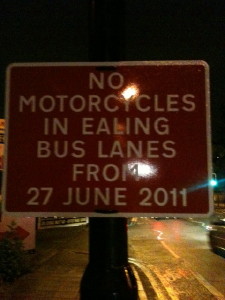 NO
MOTORCYCLES
IN EALING
BUS LANES
FROM
27 JUNE 2011